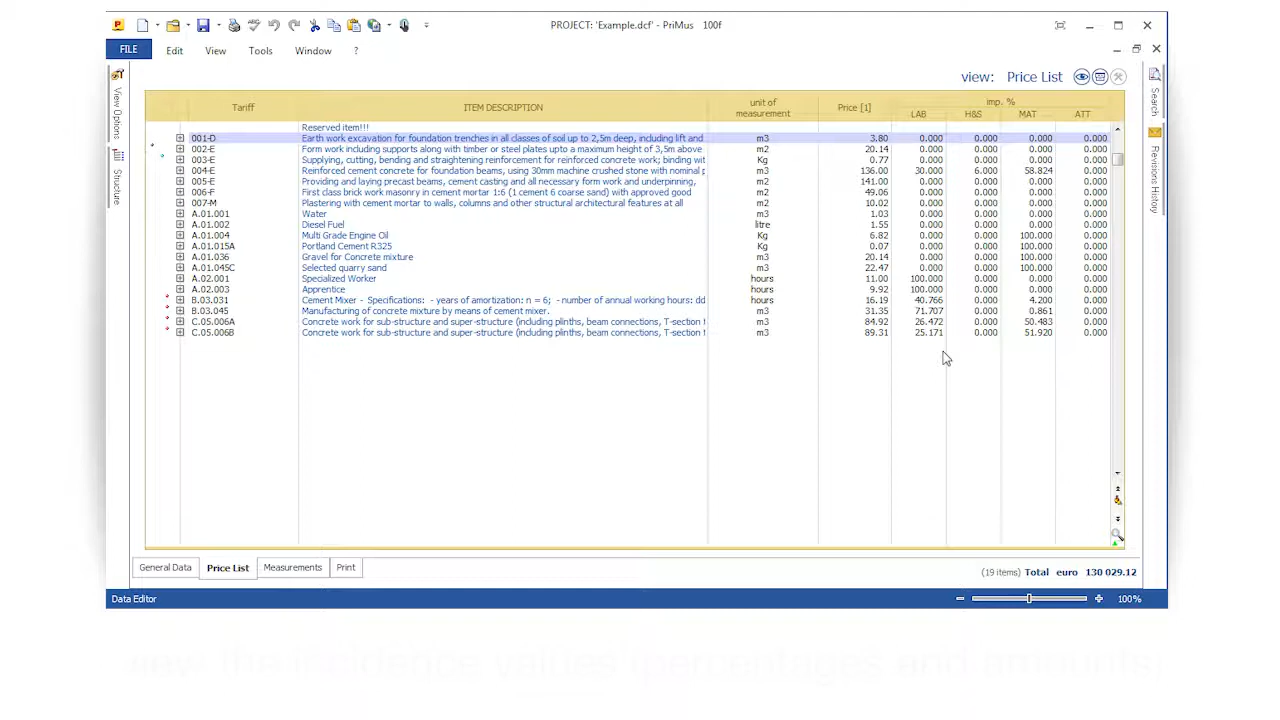 PROJECT: 'Example.dcf' - PriMus 100f
FILE Edit View Tools Window ?
view: Price List
View Options
Structure
Search
Revisions History
Tariff ITEM DESCRIPTION unit of measurement Price [1] imp. %
LAB H&S MAT ATT
Reserved item!!!
001-D Earth work excavation for foundation trenches in all classes of soil up to 2,5m deep, including lift and m3 3.80 0.000 0.000 0.000 0.000
002-E Form work including supports along with timber or steel plates upto a maximum height of 3,5m above m2 20.14 0.000 0.000 0.000 0.000
003-E Supplying, cutting, bending and straightening reinforcement for reinforced concrete work; binding wit Kg 0.77 0.000 0.000 0.000 0.000
004-E Reinforced cement concrete for foundation beams, using 30mm machine crushed stone with nominal p m3 136.00 30.000 6.000 58.824 0.000
005-E Providing and laying precast beams, cement casting and all necessary form work and underpinning, m2 141.00 0.000 0.000 0.000 0.000
006-F First class brick work masonry in cement mortar 1:6 (1 cement 6 coarse sand) with approved good m2 49.06 0.000 0.000 0.000 0.000
007-M Plastering with cement mortar to walls, columns and other structural architectural features at all m2 10.02 0.000 0.000 0.000 0.000
A.01.001 Water m3 1.03 0.000 0.000 0.000 0.000
A.01.002 Diesel Fuel litre 1.55 0.000 0.000 0.000 0.000
A.01.004 Multi Grade Engine Oil Kg 6.82 0.000 0.000 100.000 0.000
A.01.015A Portland Cement R325 Kg 0.07 0.000 0.000 100.000 0.000
A.01.036 Gravel for Concrete mixture m3 20.14 0.000 0.000 100.000 0.000
A.01.045C Selected quarry sand m3 22.47 0.000 0.000 100.000 0.000
A.02.001 Specialized Worker hours 11.00 100.000 0.000 0.000 0.000
A.02.003 Apprentice hours 9.92 100.000 0.000 0.000 0.000
B.03.031 Cement Mixer - Specifications: - years of amortization: n = 6; - number of annual working hours: dd hours 16.19 40.766 0.000 4.200 0.000
B.03.045 Manufacturing of concrete mixture by means of cement mixer. m3 31.35 71.707 0.000 0.861 0.000
C.05.006A Concrete work for sub-structure and super-structure (including plinths, beam connections, T-section M m3 84.92 26.472 0.000 50.483 0.000
C.05.006B Concrete work for sub-structure and super-structure (including plinths, beam connections, T-section M m3 89.31 25.171 0.000 51.920 0.000
General Data Price List Measurements Print
(19 items) Total euro 130 029.12
Data Editor 100%
the incidence values (percentages and amounts)